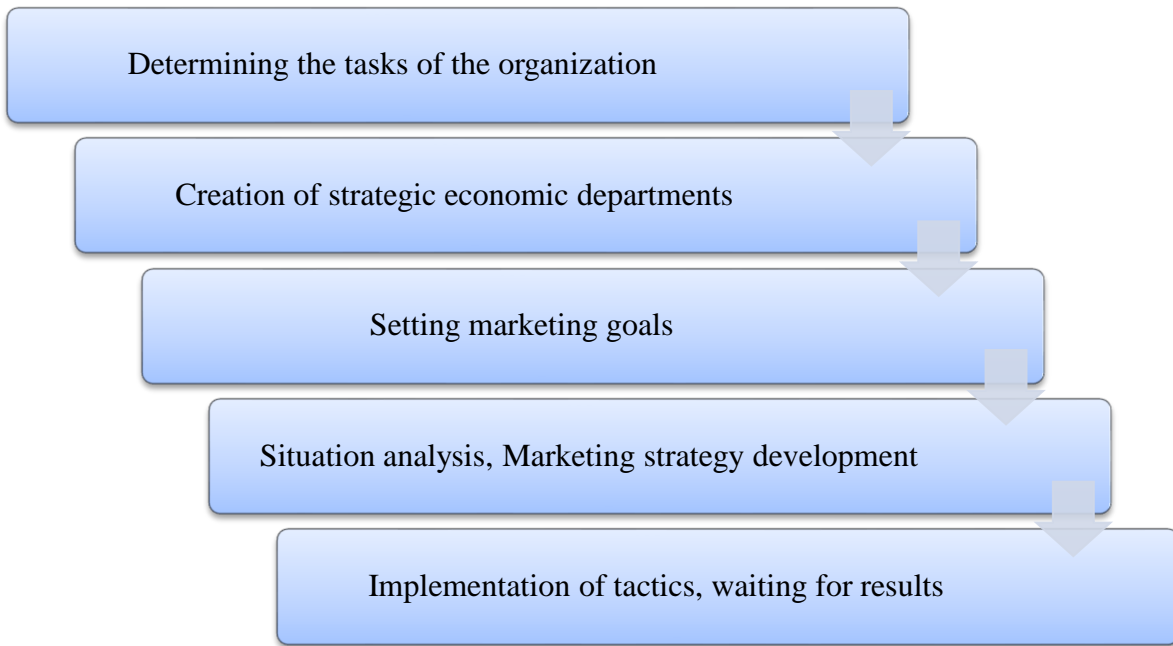 Determining the tasks of the organization
Creation of strategic economic departments
Setting marketing goals
Situation analysis, Marketing strategy development
Implementation of tactics, waiting for results